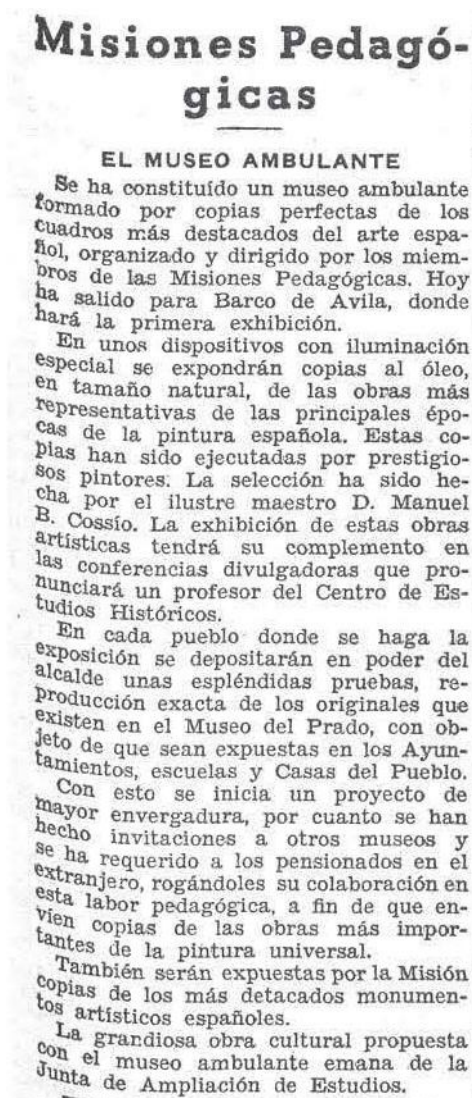 Misiones Pedagó-
gicas
EL MUSEO AMBULANTE
Se ha constituído un museo ambulante
formado por copias perfectas de los
cuadros más destacados del arte espa-
ñol, organizado y dirigido por los miem-
bros de las Misiones Pedagógicas. Hoy
ha salido para Barco de Avila, donde
hará la primera exhibición.
En unos dispositivos con iluminación
especial se expondrán copias al óleo,
en tamaño natural, de las obras más
representativas de las principales épo-
cas de la pintura española. Estas co-
pias han sido ejecutadas por prestigio-
sos pintores. La selección ha sido he-
cha por el ilustre maestro D. Manuel
B. Cossío. La exhibición de estas obras
artísticas tendrá su complemento en
las conferencias divulgadoras que pro-
nunciará un profesor del Centro de Es-
tudios Históricos.
En cada pueblo donde se haga la
exposición se depositarán en poder del
alcalde unas espléndidas pruebas, re-
producción exacta de los originales que
existen en el Museo del Prado, con ob-
jeto de que sean expuestas en los Ayun-
tamientos, escuelas y Casas del Pueblo.
Con esto se inicia un proyecto de
mayor envergadura, por cuanto se han
hecho invitaciones a otros museos y
se ha requerido a los pensionados en el
extranjero, rogándoles su colaboración en
esta labor pedagógica, a fin de que en-
víen copias de las obras más impor-
tantes de la pintura universal.
También serán expuestas por la Misión
copias de los más detacados monumen-
tos artísticos españoles.
La grandiosa obra cultural propuesta
con el museo ambulante emana de la
Junta de Ampliación de Estudios.